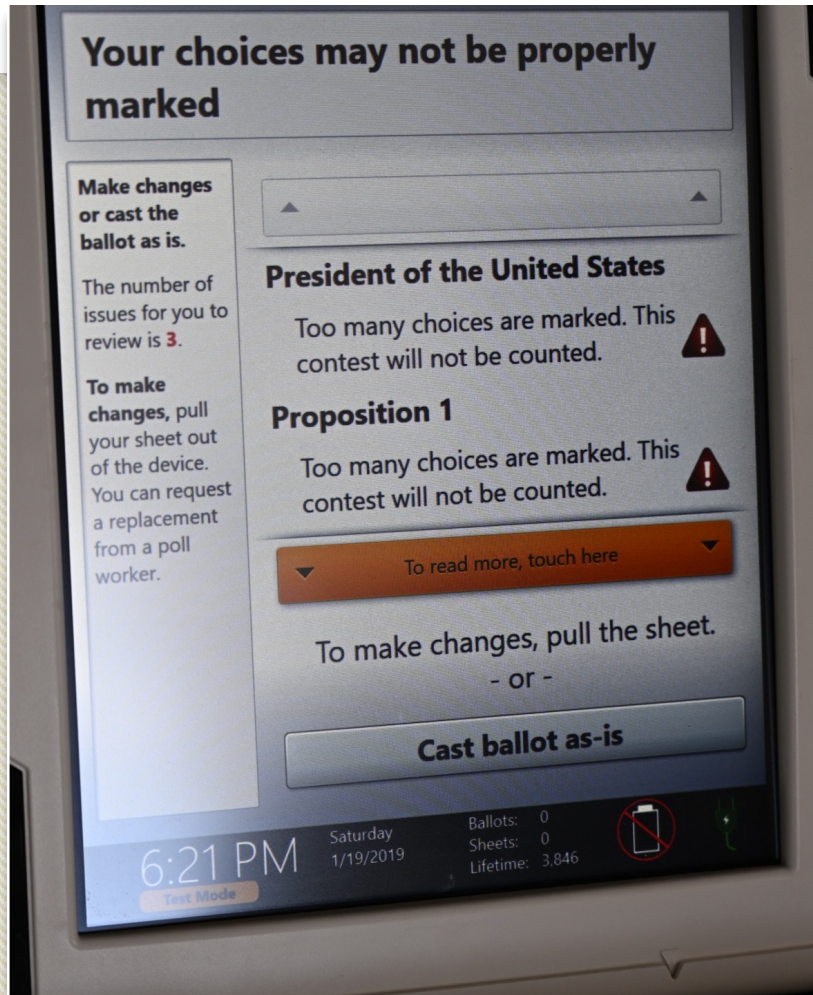 Your choices may not be properly
marked
Make changes
or cast the
ballot as is.
The number of
issues for you to
review is 3.
To make
changes, pull
your sheet out
of the device.
You can request
a replacement
from a poll
worker.
President of the United States
Too many choices are marked. This
contest will not be counted.
Proposition 1
Too many choices are marked. This
contest will not be counted.
To read more, touch here
To make changes, pull the sheet.
- or -
Cast ballot as-is
6:21 PM
Test Mode
Saturday
1/19/2019
Ballots: 0
Sheets: 0
Lifetime: 3,846